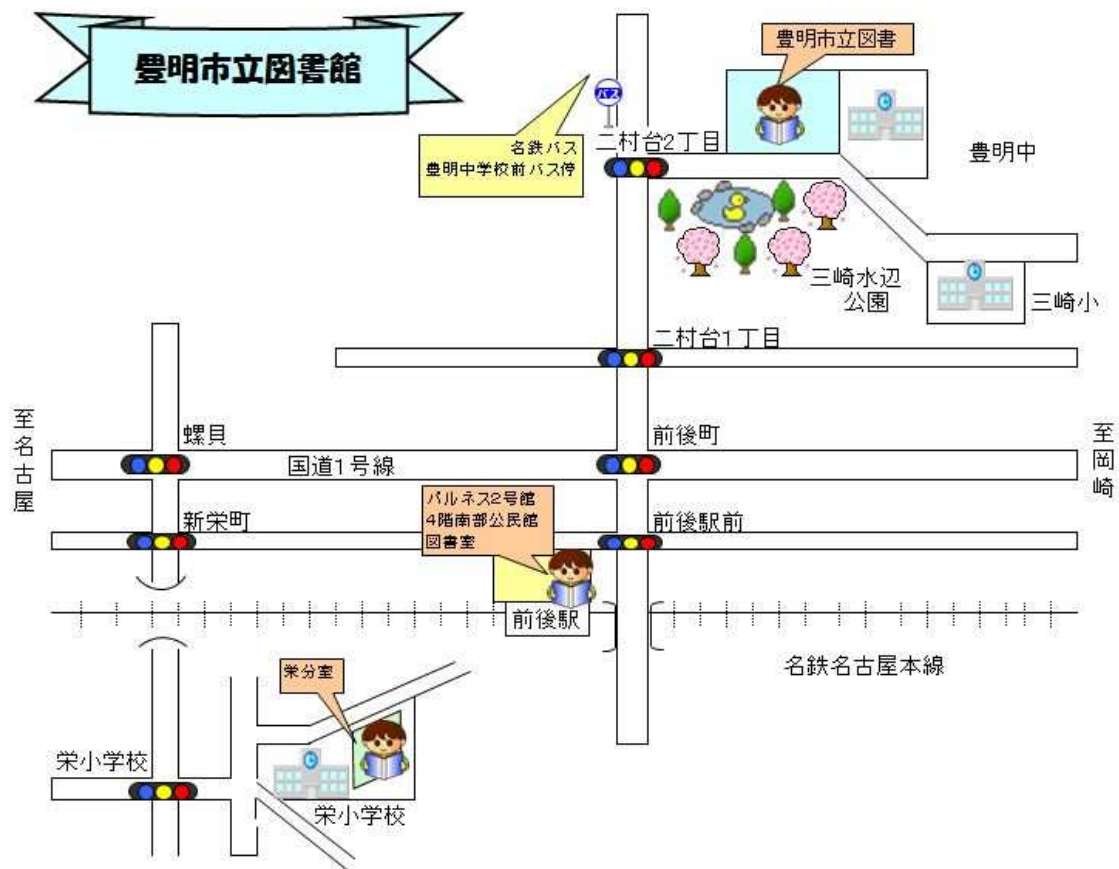 豊明市立図書館
豊明市立図書
バス
名鉄バス
豊明中学校前バス停
二村台2丁目
豊明中
三崎水辺
公園
三崎小
二村台1丁目
至名古屋
螺貝
国道1号線
前後町
至岡崎
新栄町
パルネス2号館
4階南部公民館
図書室
前後駅前
前後駅
名鉄名古屋本線
栄分室
栄小学校
栄小学校